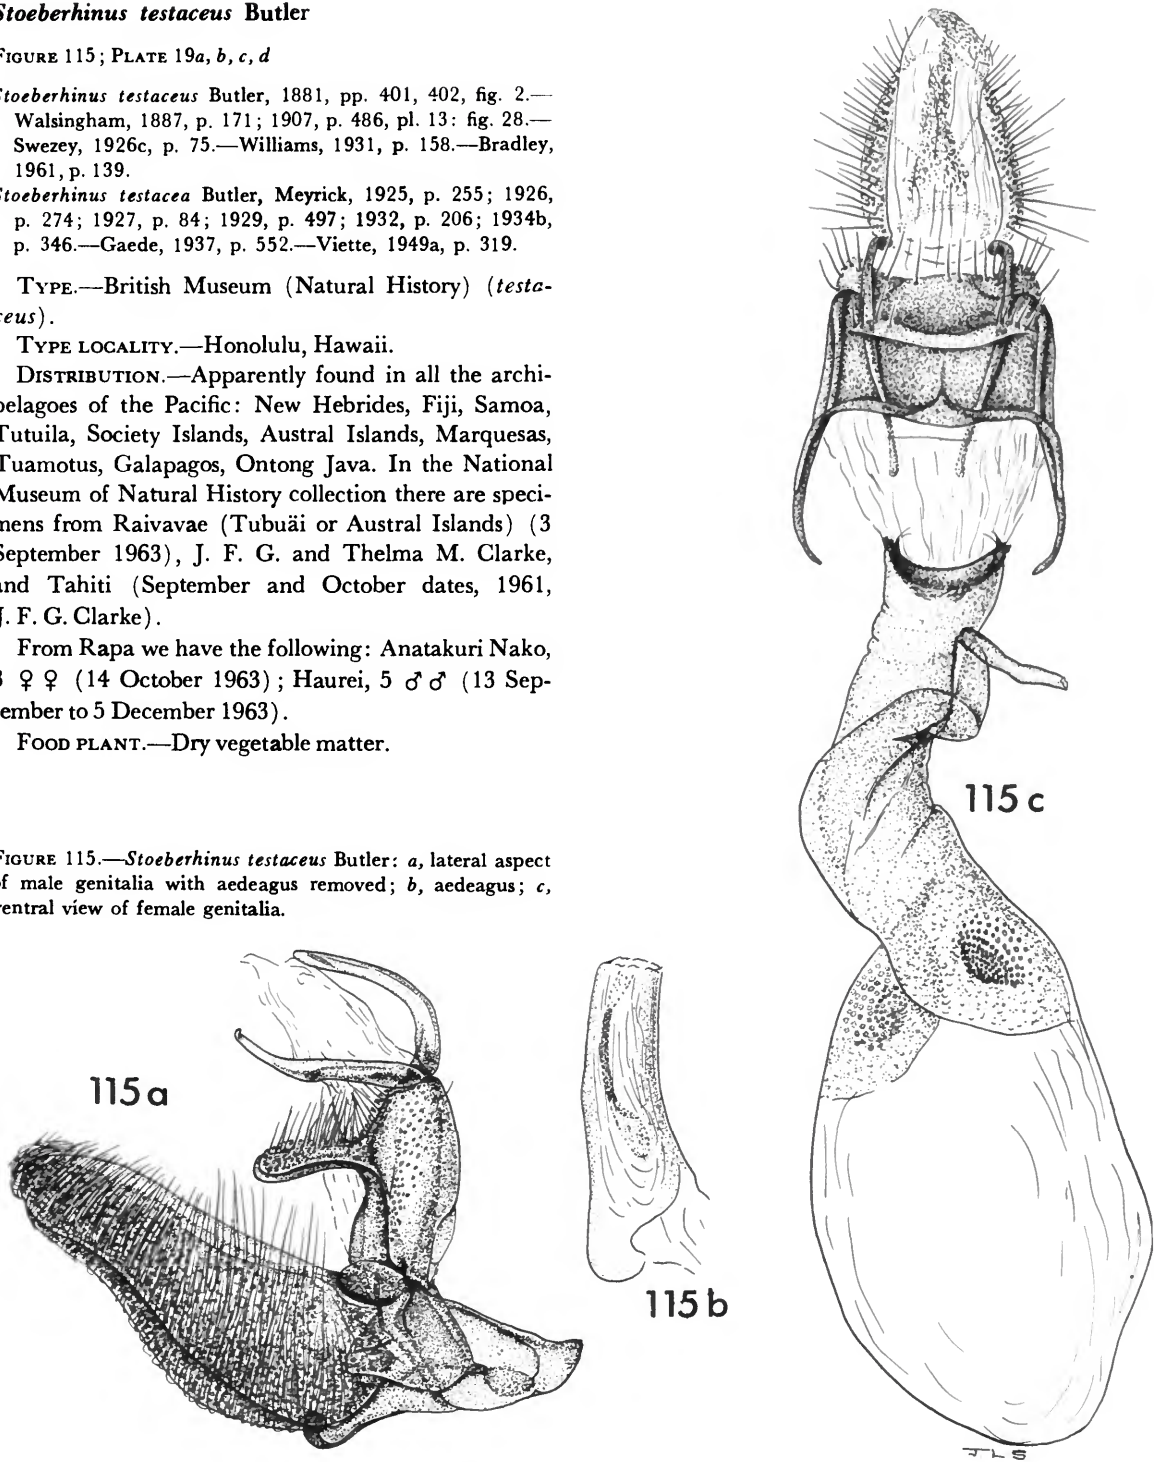 Stoeberhinus testaceus Butler
FIGURE 115; PLATE 19a, b, c, d
Stoeberhinus testaceus Butler, 1881, pp. 401, 402, fig. 2.—
Walsingham, 1887, p. 171; 1907, p. 486, pl. 13: fig. 28.—
Swezey, 1926c, p. 75.—Williams, 1931, p. 158.—Bradley,
1961, p. 139.
Stoeberhinus testacea Butler, Meyrick, 1925, p. 255; 1926,
p. 274; 1927, p. 84; 1929, p. 497; 1932, p. 206; 1934b,
p. 346.—Gaede, 1937, p. 552.—Viette, 1949a, p. 319.
TYPE.—British Museum (Natural History) (testa-
ceus).
TYPE LOCALITY.—Honolulu, Hawaii.
DISTRIBUTION.—Apparently found in all the archi-
pelagoes of the Pacific: New Hebrides, Fiji, Samoa,
Tutuila, Society Islands, Austral Islands, Marquesas,
Tuamotus, Galapagos, Ontong Java. In the National
Museum of Natural History collection there are speci-
mens from Raivavae (Tubuäi or Austral Islands) (3
September 1963), J. F. G. and Thelma M. Clarke,
and Tahiti (September and October dates, 1961,
J. F. G. Clarke).
From Rapa we have the following: Anatakuri Nako,
♀ ♀ (14 October 1963); Haurei, 5 ♂ ♂ (13 Sep-
tember to 5 December 1963).
FOOD PLANT.—Dry vegetable matter.
FIGURE 115.—Stoeberhinus testaceus Butler: a, lateral aspect
of male genitalia with aedeagus removed; b, aedeagus; c,
ventral view of female genitalia.
115a
115b
115c
JLS